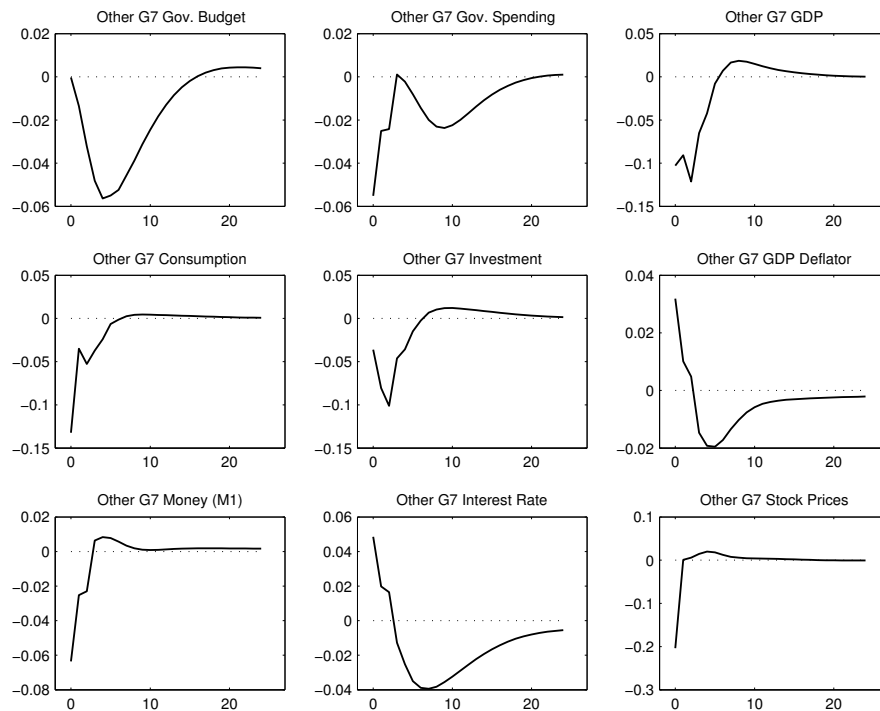 Other G7 Gov. Budget
0.02
0
−0.02
−0.04
−0.06
0 10 20
Other G7 Gov. Spending
0.02
0
−0.02
−0.04
−0.06
0 10 20
Other G7 GDP
0.05
0
−0.05
−0.1
−0.15
0 10 20
Other G7 Consumption
0.05
0
−0.05
−0.1
−0.15
0 10 20
Other G7 Investment
0.05
0
−0.05
−0.1
−0.15
0 10 20
Other G7 GDP Deflator
0.04
0.02
0
−0.02
0 10 20
Other G7 Money (M1)
0.02
0
−0.02
−0.04
−0.06
−0.08
0 10 20
Other G7 Interest Rate
0.06
0.04
0.02
0
−0.02
−0.04
0 10 20
Other G7 Stock Prices
0.1
0
−0.1
−0.2
−0.3
0 10 20